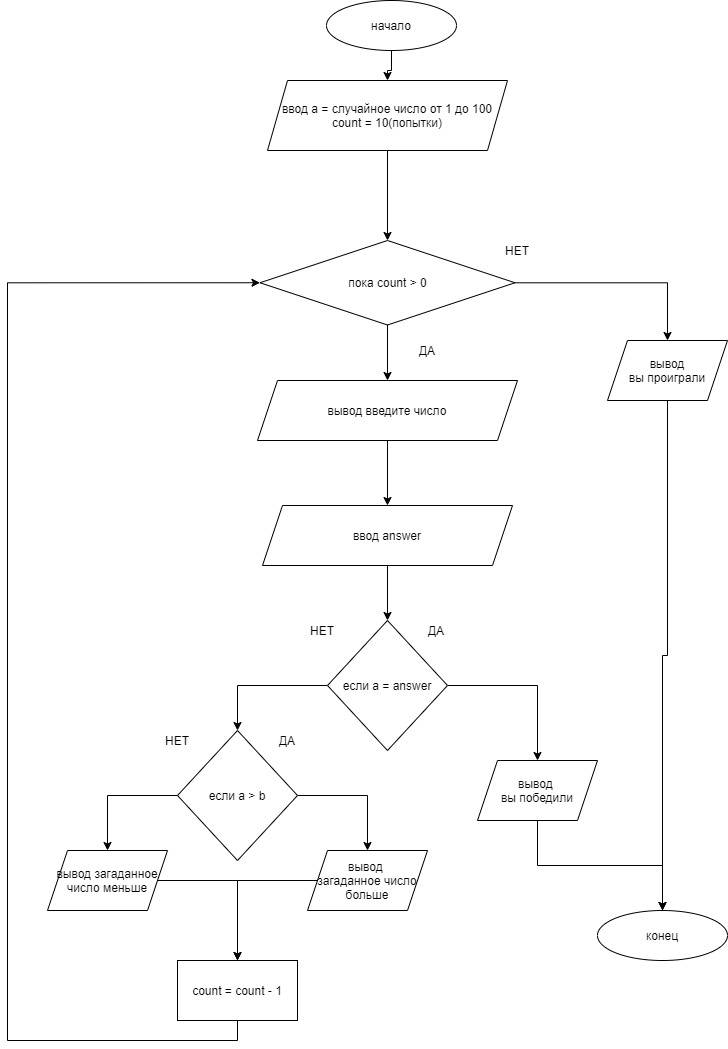 начало
ввод a = случайное число от 1 до 100
count = 10(попытки)
НЕТ
пока count > 0
ДА
вывод
вы проиграли
вывод введите число
ввод answer
НЕТ
ДА
если a = answer
НЕТ
ДА
если a > b
вывод
вы победили
вывод загаданное
число меньше
вывод
загаданное число
больше
конец
count = count - 1